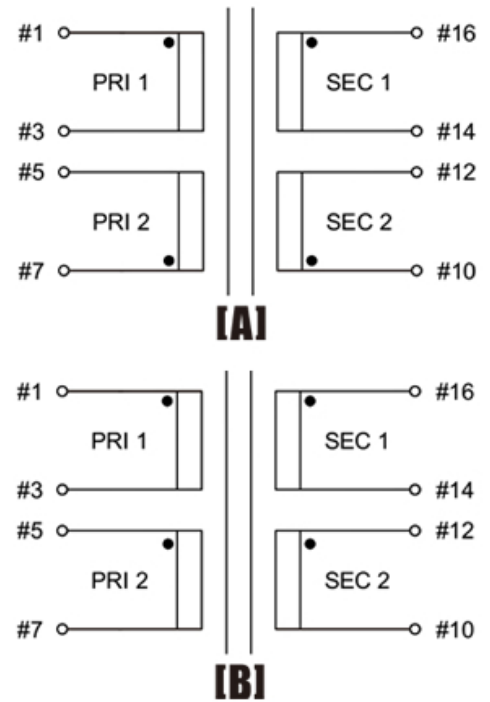 #1 #16
PRI 1 SEC 1
#3 #14
#5 #12
PRI 2 SEC 2
#7 #10
[A]
#1 #16
PRI 1 SEC 1
#3 #14
#5 #12
PRI 2 SEC 2
#7 #10
[B]